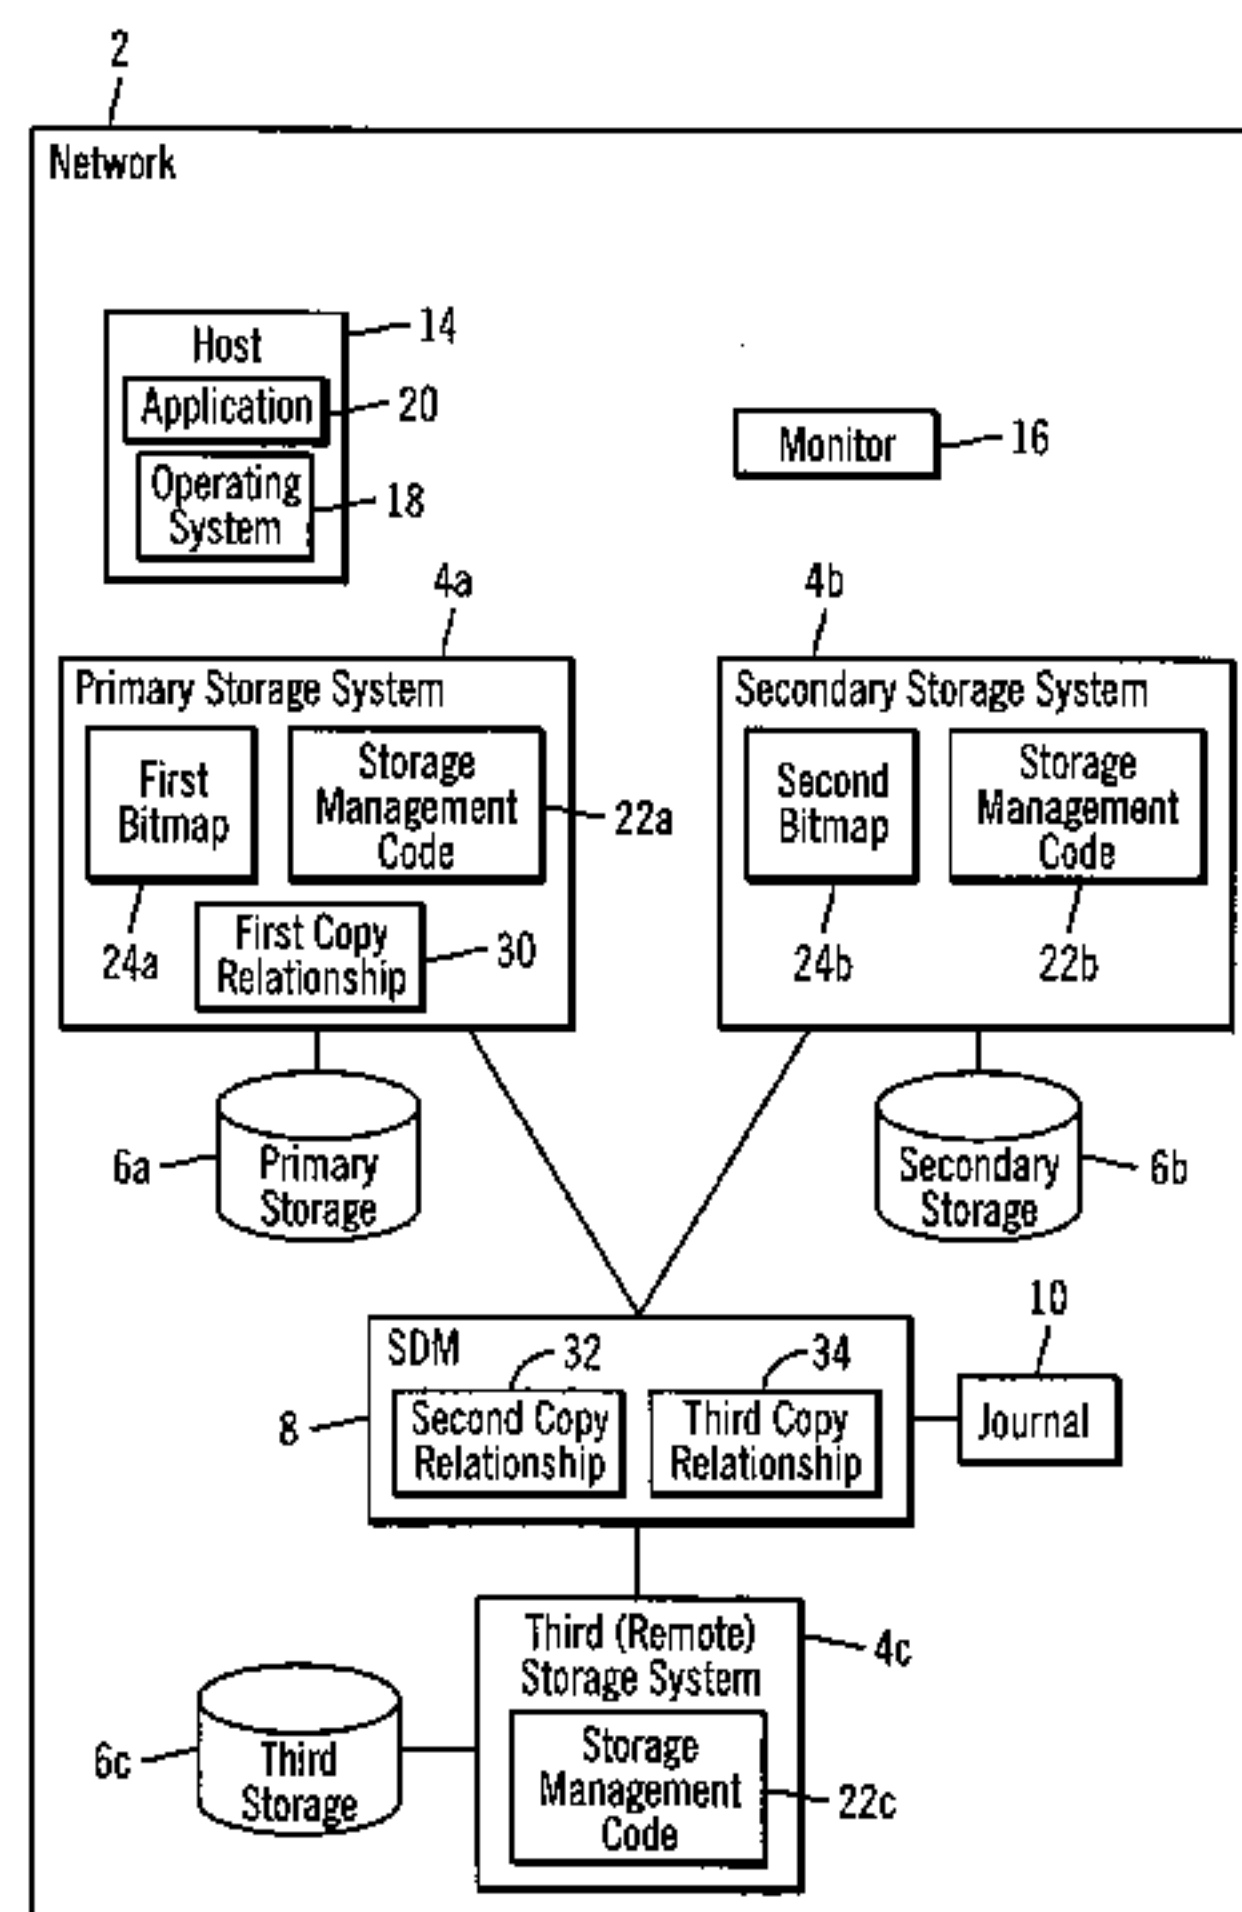 2
Network
Host
14
Application
20
Operating
System
18
Monitor
16
4a
4b
Primary Storage System
First
Bitmap
Storage
Management
Code
22a
24a
First Copy
Relationship
30
Secondary Storage System
Second
Bitmap
Storage
Management
Code
24b
22b
6a
Primary
Storage
Secondary
Storage
6b
SDM
32
34
10
8
Second Copy
Relationship
Third Copy
Relationship
Journal
Third (Remote)
Storage System
4c
6c
Third
Storage
Storage
Management
Code
22c